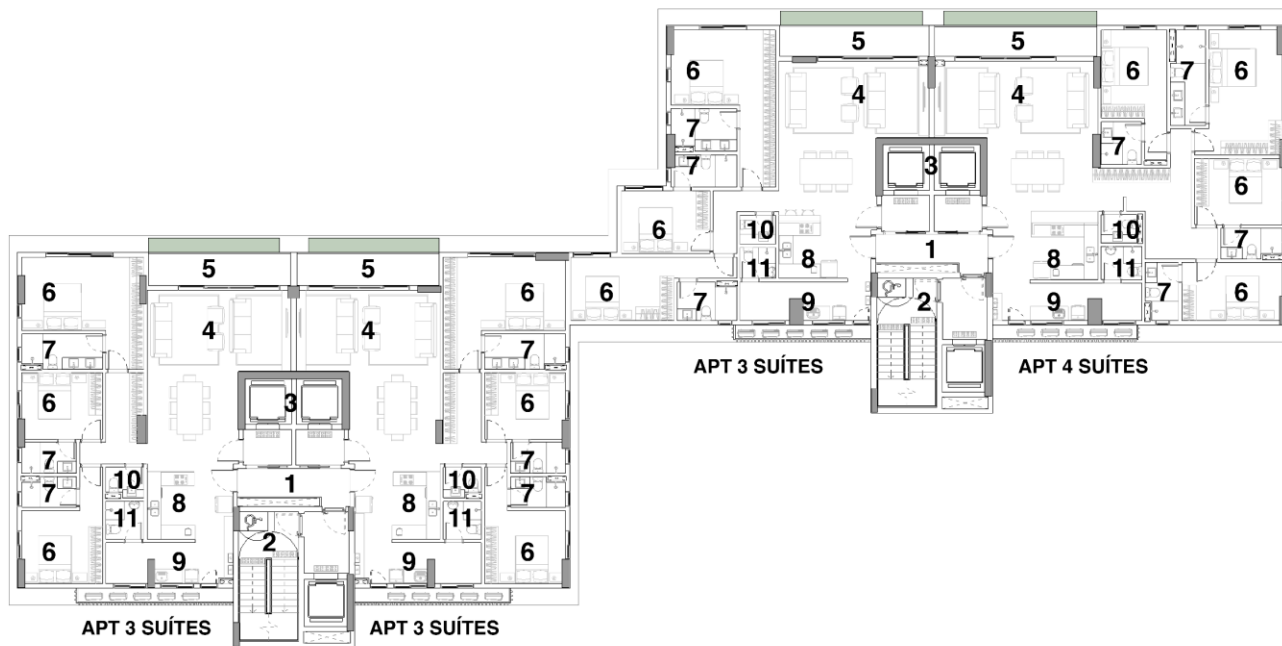 5 5
6 6 7 6
4 4
7 7
3
7 6
6 10 1 10
11 8 8 11 7
6 7 9 2 9 7 6
APT 3 SUÍTES APT 4 SUÍTES
5 5
6 4 4 6
7 7
6 3 6
7 7
10 1 10
7 8 8 7
11 11
6 2 6
9 9
APT 3 SUÍTES APT 3 SUÍTES